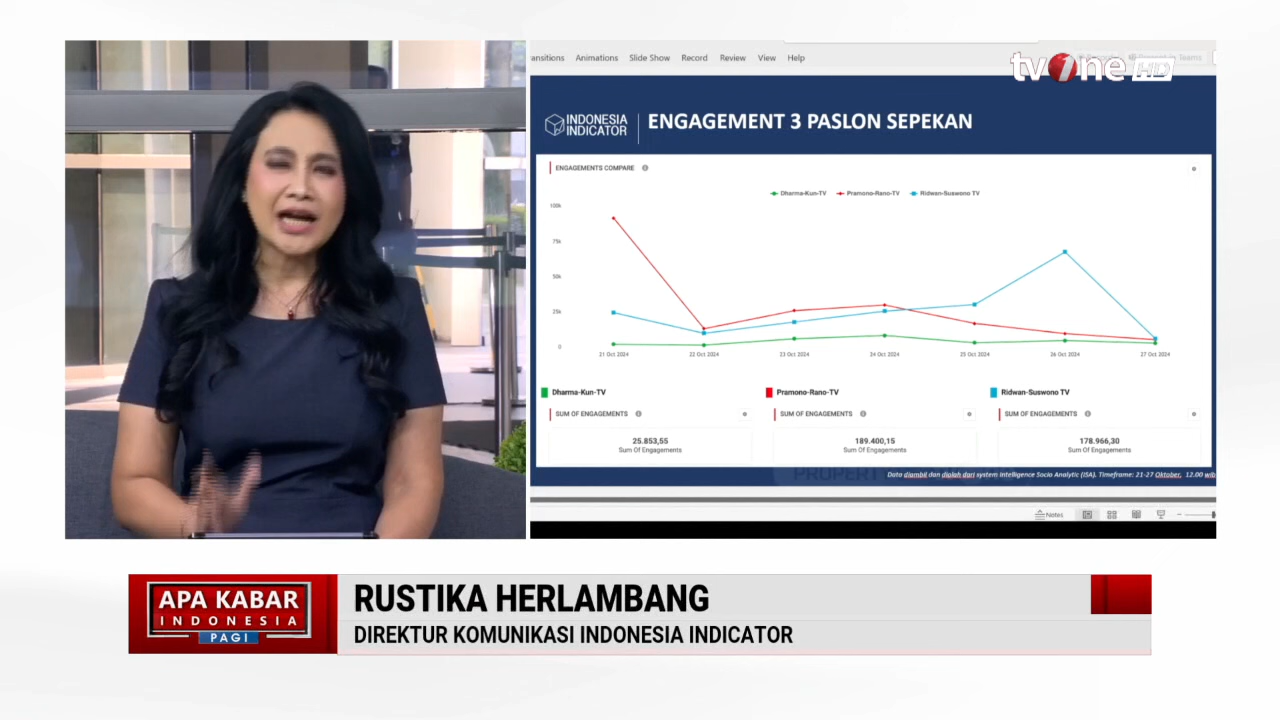 ansitions Animations Slide Show Record Review View Help
tvOne HD
INDONESIA INDICATOR
ENGAGEMENT 3 PASLON SEPEKAN
ENGAGEMENTS COMPARE
Dharma-Kun-TV Pramono-Rano-TV Ridwan-Suswono TV
100k
75k
50k
25k
0
21 Oct 2024 22 Oct 2024 23 Oct 2024 24 Oct 2024 25 Oct 2024 26 Oct 2024 27 Oct 2024
Dharma-Kun-TV Pramono-Rano-TV Ridwan-Suswono TV
SUM OF ENGAGEMENTS SUM OF ENGAGEMENTS SUM OF ENGAGEMENTS
25.853,55 189.400,15 178.966,30
Sum Of Engagements Sum Of Engagements Sum Of Engagements
Data diambil dan diolah dari system Intelligence Socio Analytic (ISA). Timeframe: 21-27 Oktober, 12.00 wib
Notes
APA KABAR
INDONESIA
PAGI
RUSTIKA HERLAMBANG
DIREKTUR KOMUNIKASI INDONESIA INDICATOR